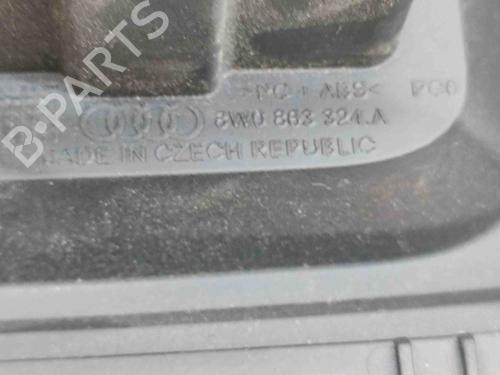 >PC + ABS<
8W0 863 324 A
MADE IN CZECH REPUBLIC
B-PARTS